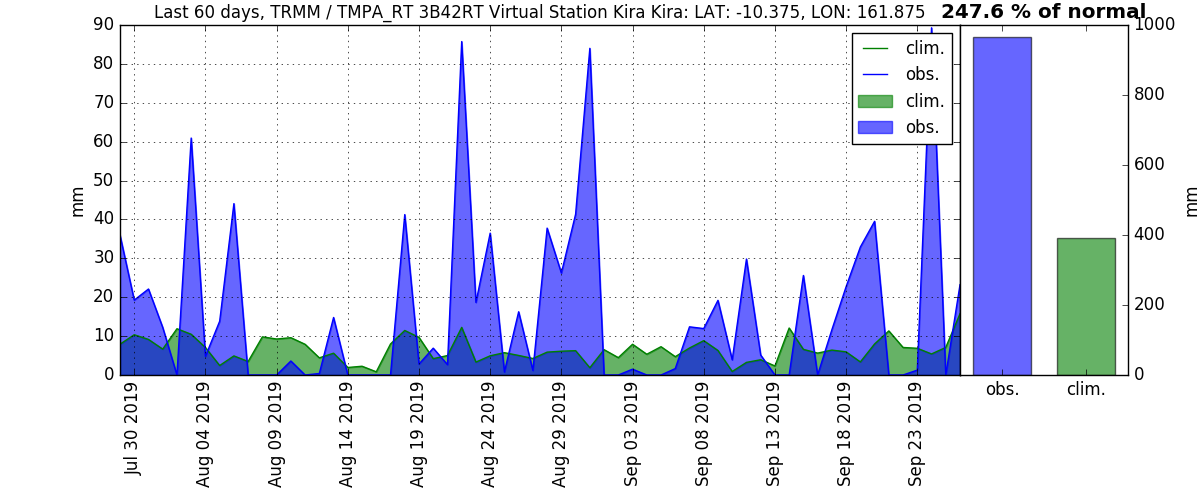 Last 60 days, TRMM / TMPA_RT 3B42RT Virtual Station Kira Kira: LAT: -10.375, LON: 161.875 247.6 % of normal
90
80
70
60
50
40
30
20
10
0
mm
clim.
obs.
clim.
obs.
Jul 30 2019
Aug 04 2019
Aug 09 2019
Aug 14 2019
Aug 19 2019
Aug 24 2019
Aug 29 2019
Sep 03 2019
Sep 08 2019
Sep 13 2019
Sep 18 2019
Sep 23 2019
1000
800
600
400
200
0
mm
obs. clim.